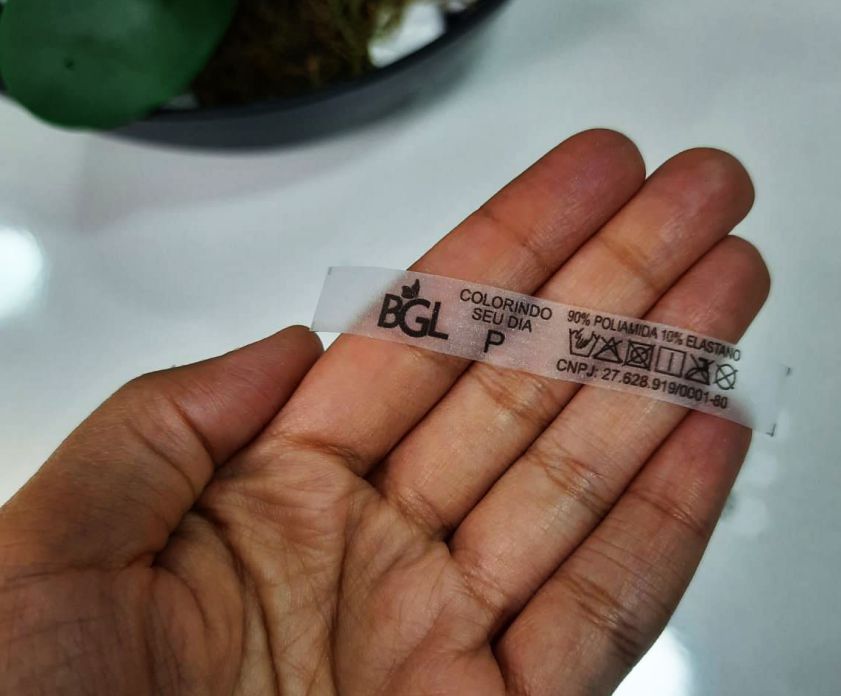 BGL
COLORINDO
SEU DIA
P
90% POLIAMIDA 10% ELASTANO
CNPJ: 27.628.919/0001-80